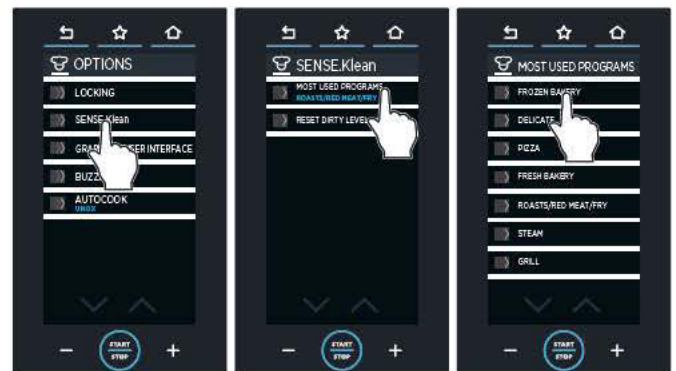 OPTIONS
LOCKING
SENSE.Klean
INTERFACE
AUTOCOOK
UNOX
START
STOP
SENSE.Klean
MOST USED PROGRAMS
ROASTS/RED MEAT/FRY
RESET DIRTY LEVEL
START
STOP
MOST USED PROGRAMS
FROZEN BAKERY
DELICATE
PIZZA
FRESH BAKERY
ROASTS/RED MEAT/FRY
STEAM
GRILL
START
STOP